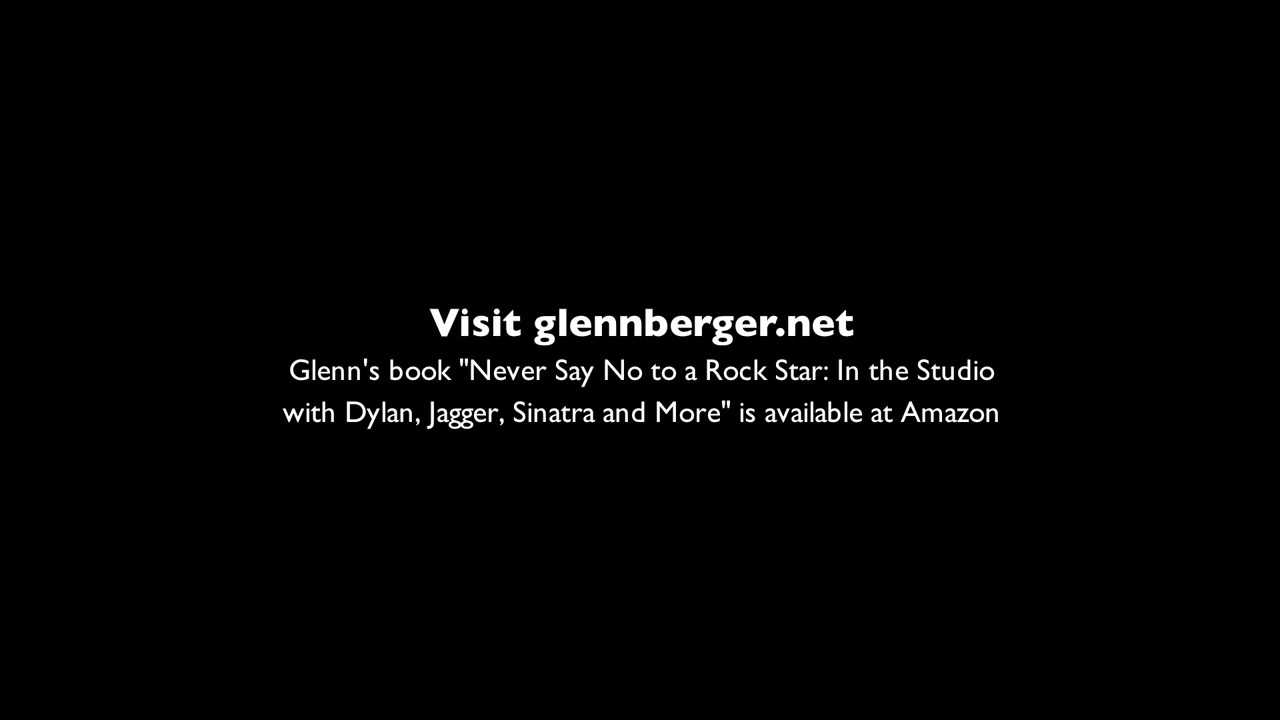 Visit glennberger.net
Glenn's book "Never Say No to a Rock Star: In the Studio
with Dylan, Jagger, Sinatra and More" is available at Amazon